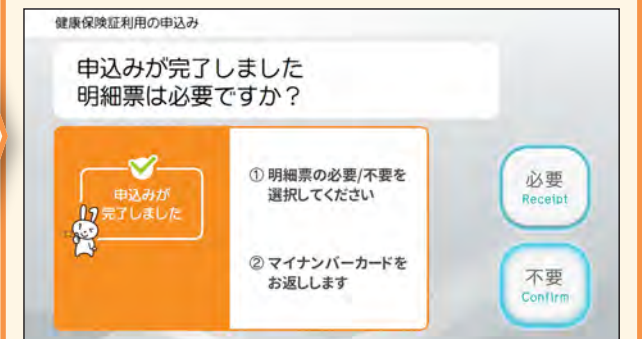 健康保険証利用の申込み
申込みが完了しました
明細票は必要ですか？
申込みが
完了しました
① 明細票の必要/不要を
選択してください
② マイナンバーカードを
お返しします
必要
Receipt
不要
Confirm